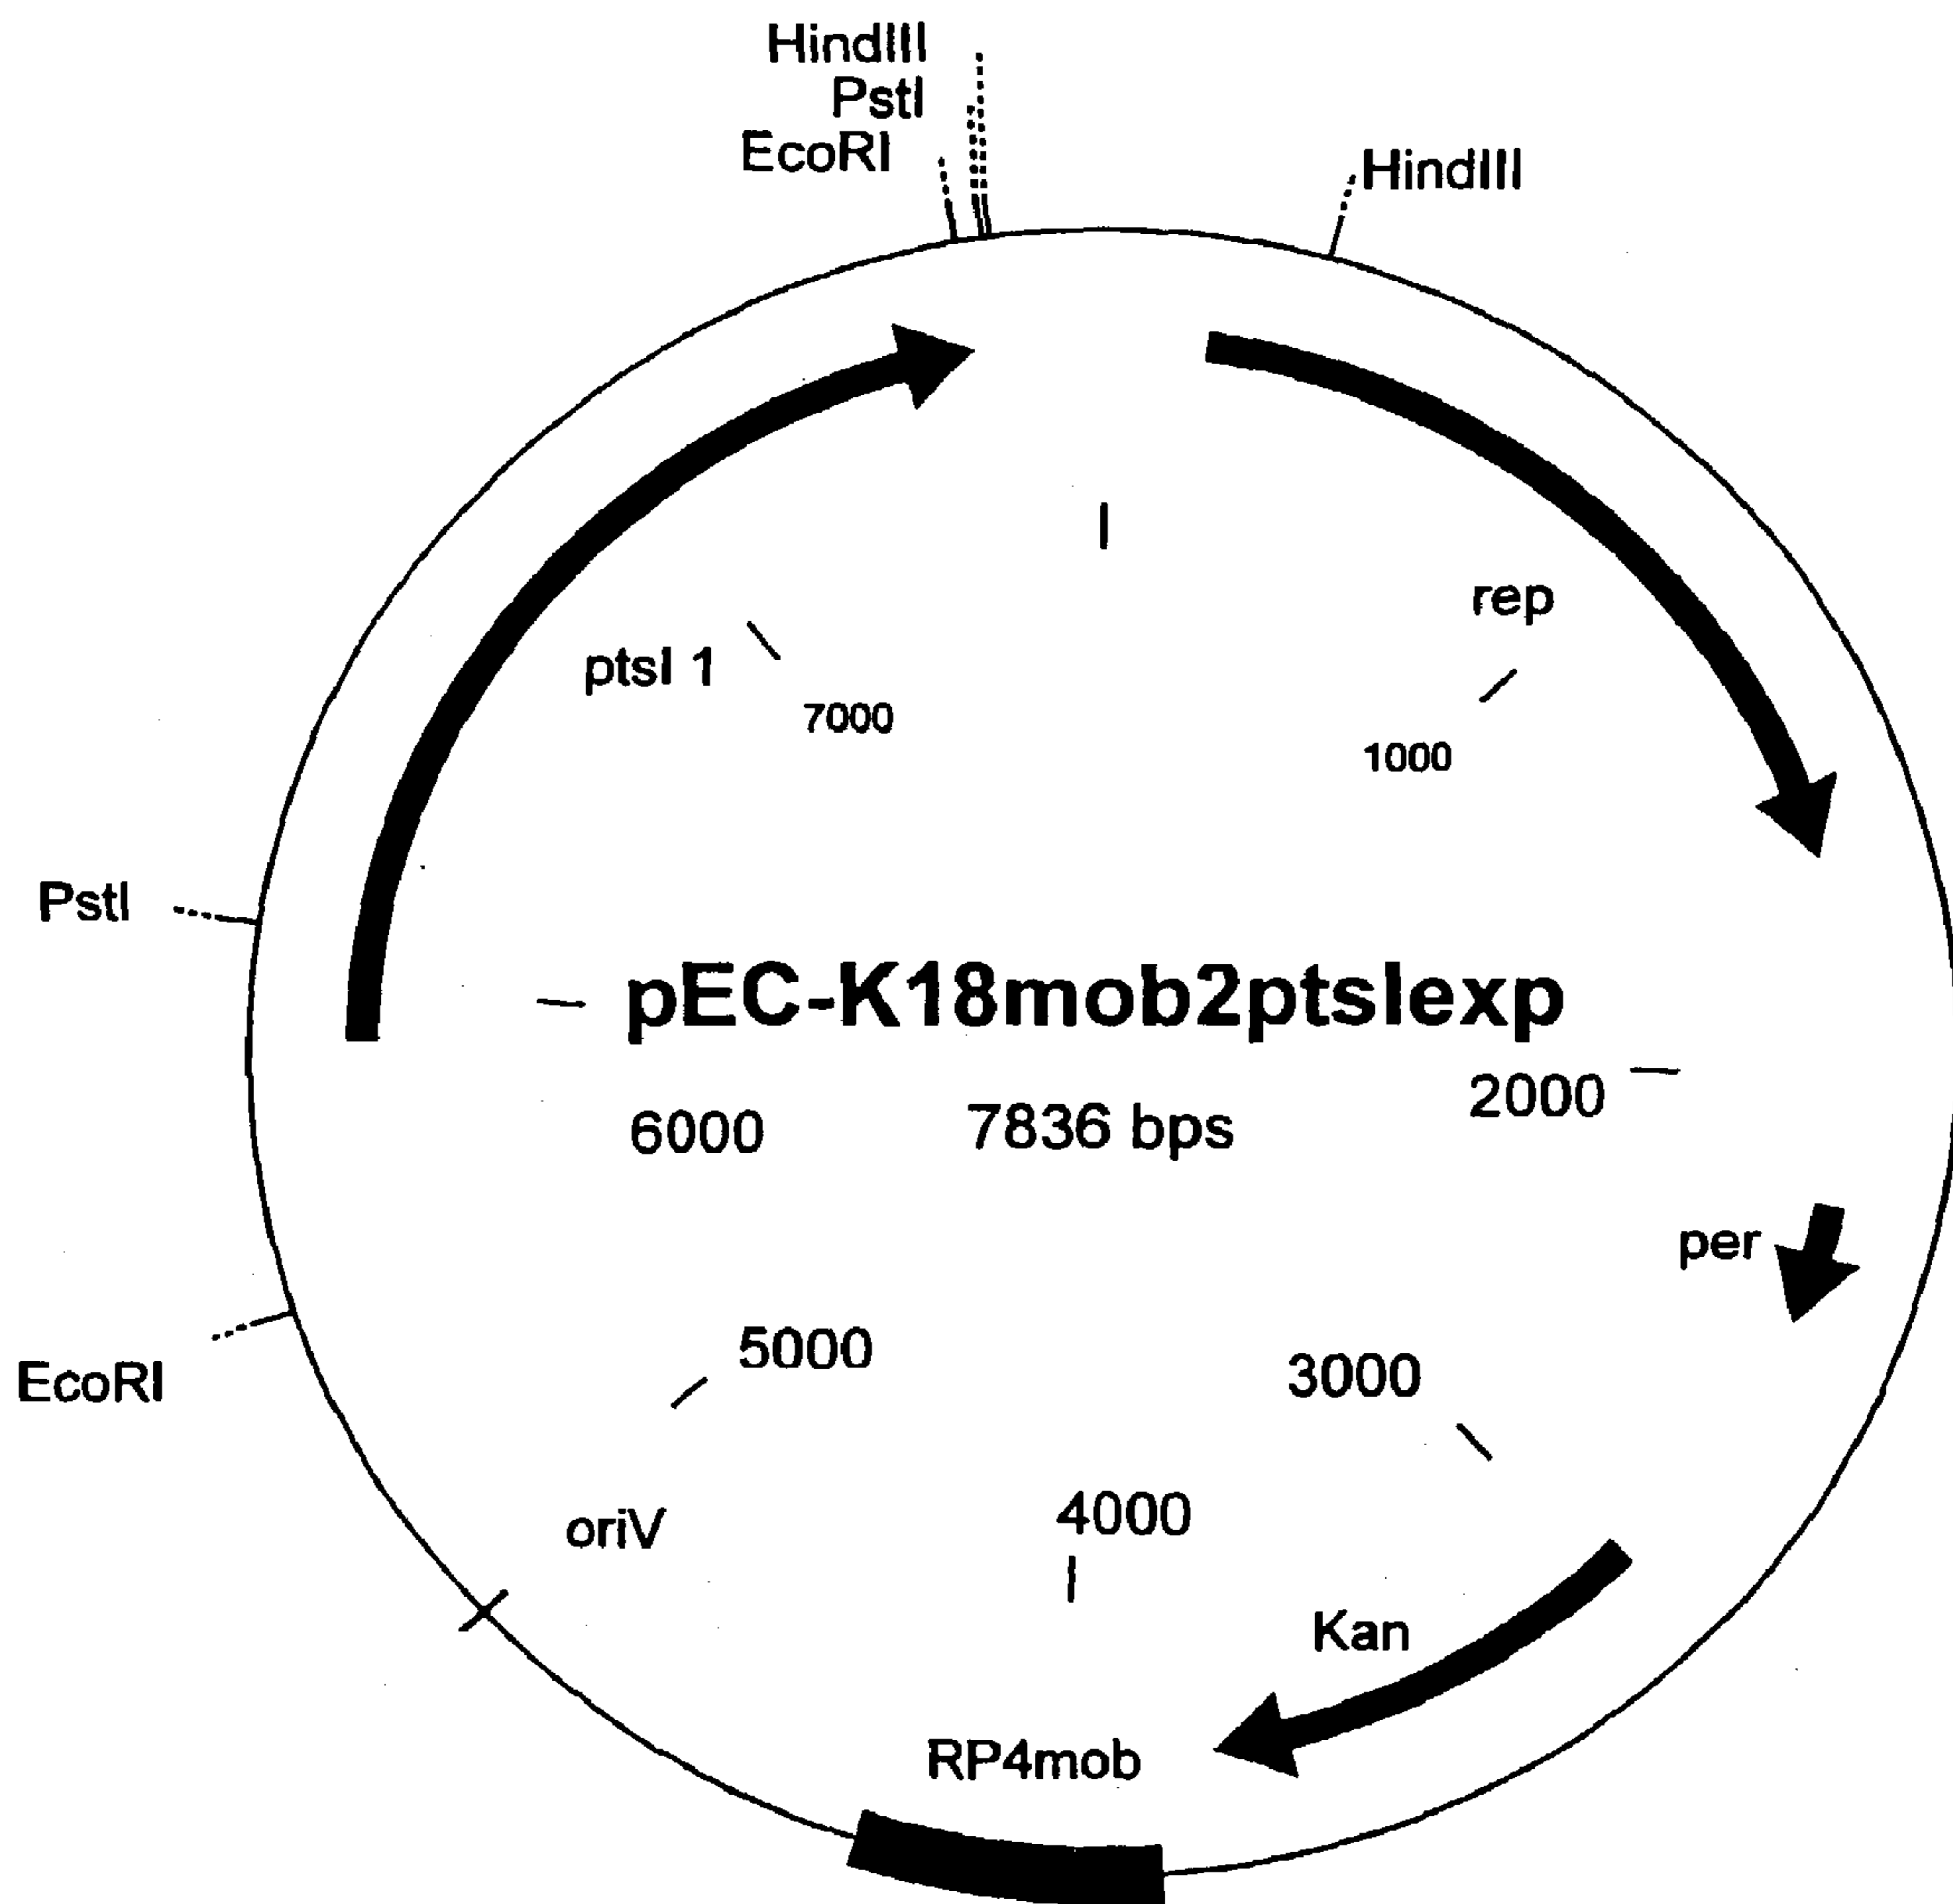 HindIII
PstI
EcoRI
HindIII
rep
ptsI 1
7000
1000
PstI
pEC-K18mob2ptsIexp
2000
6000
7836 bps
per
5000
3000
EcoRI
4000
oriV
Kan
RP4mob